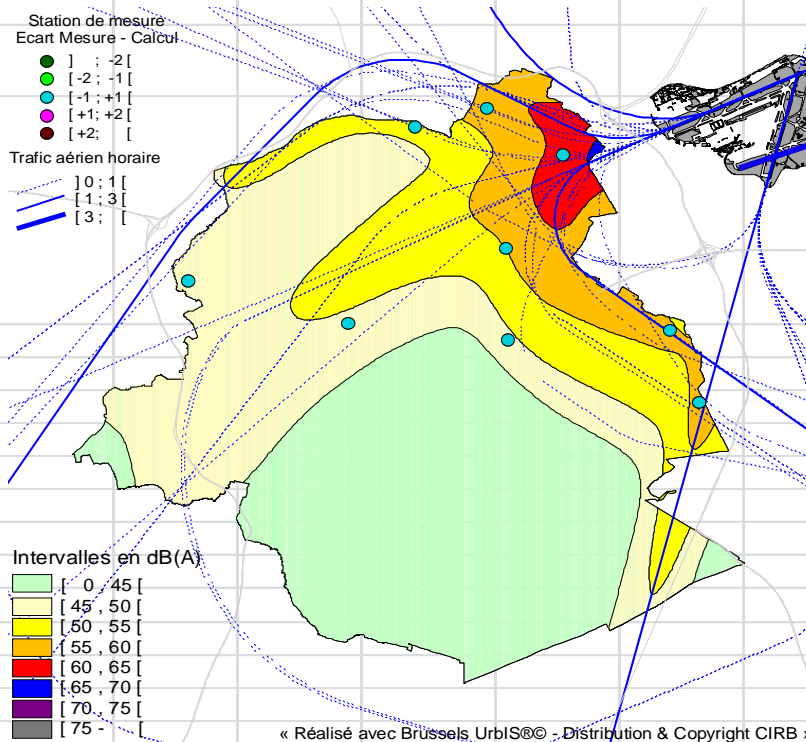 Station de mesure
Ecart Mesure - Calcul
] ; -2 [
[ -2 ; -1 [
[ -1 ; +1 [
[ +1; +2 [
[ +2; [
Trafic aérien horaire
] 0 ; 1 [
[ 1 ; 3 [
[ 3 ; [
Intervalles en dB(A)
[ 0 , 45 [
[ 45 , 50 [
[ 50 , 55 [
[ 55 , 60 [
[ 60 , 65 [
[ 65 , 70 [
[ 70 , 75 [
[ 75 - [
« Réalisé avec Brussels UrbIS®© - Distribution & Copyright CIRB »